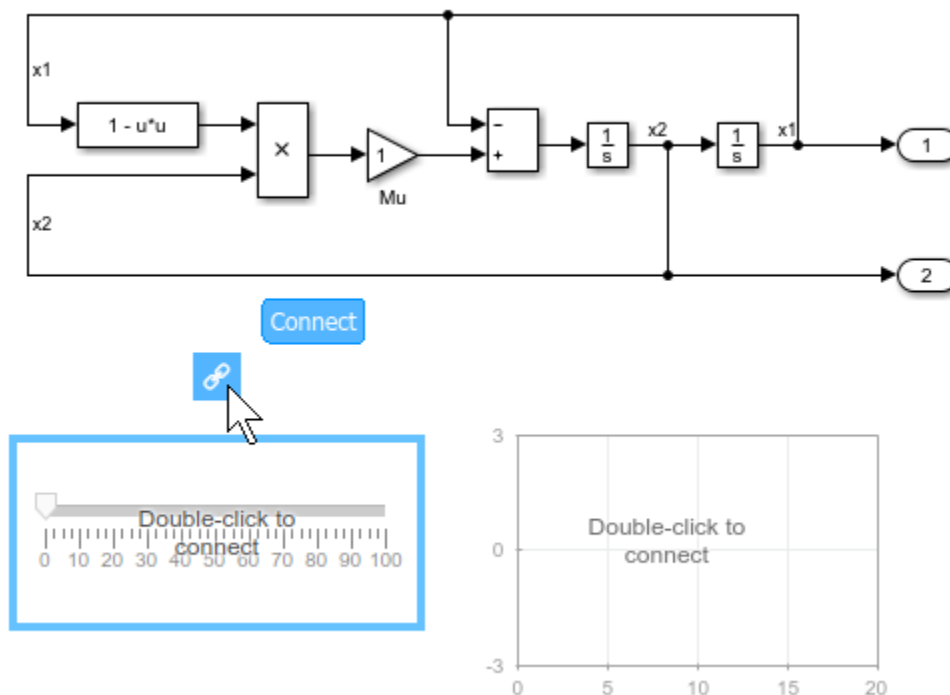 x1
1 - u*u
×
1
Mu
−
+
1
s
x2
1
s
x1
1
x2
2
Connect
Double-click to
connect
0 10 20 30 40 50 60 70 80 90 100
3
0
-3
Double-click to
connect
0 5 10 15 20